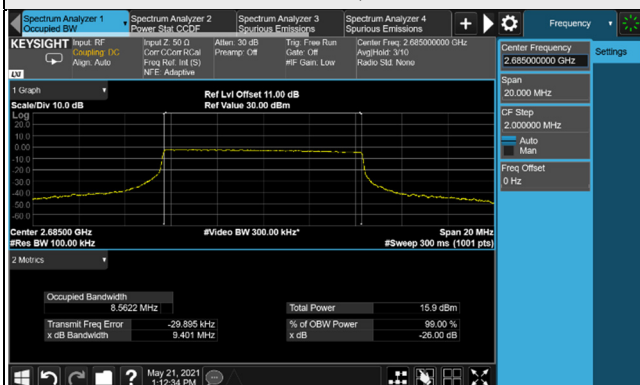 Spectrum Analyzer 1
Occupied BW
Spectrum Analyzer 2
Power Stat CCDF
Spectrum Analyzer 3
Spurious Emissions
Spectrum Analyzer 4
Spurious Emissions
+
Frequency
KEYSIGHT
Input: RF
Coupling: DC
Align: Auto
Input Z: 50 Ω
Corr CCorr RCal
Freq Ref: Int (S)
NFE: Adaptive
Atten: 30 dB
Preamp: Off
Trig: Free Run
Gate: Off
#IF Gain: Low
Center Freq: 2.685000000 GHz
Avg|Hold: 3/10
Radio Std: None
LXI
Center Frequency
2.685000000 GHz
Settings
Span
20.000 MHz
CF Step
2.000000 MHz
Auto
Man
Freq Offset
0 Hz
1 Graph
Scale/Div 10.0 dB
Ref Lvl Offset 11.00 dB
Ref Value 30.00 dBm
Log
20.0
10.0
0.00
-10.0
-20.0
-30.0
-40.0
-50.0
-60.0
Center 2.68500 GHz
#Video BW 300.00 kHz*
Span 20 MHz
#Res BW 100.00 kHz
#Sweep 300 ms (1001 pts)
2 Metrics
Occupied Bandwidth
8.5622 MHz
Total Power 15.9 dBm
Transmit Freq Error -29.895 kHz
% of OBW Power 99.00 %
x dB Bandwidth 9.401 MHz
x dB -26.00 dB
?
May 21, 2021
1:12:34 PM